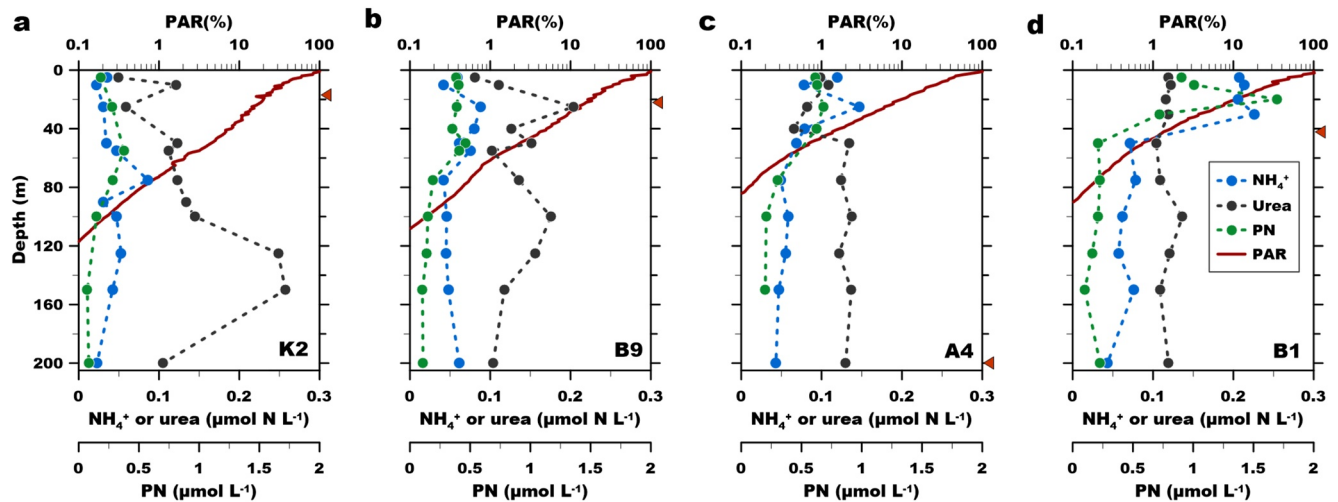 a PAR(%) b PAR(%) c PAR(%) d PAR(%)
0.1 1 10 100 0.1 1 10 100 0.1 1 10 100 0.1 1 10 100
0
40
80
120
160
200
Depth (m)
NH₄⁺
Urea
PN
PAR
K2 B9 A4 B1
0 0.1 0.2 0.3 0 0.1 0.2 0.3 0 0.1 0.2 0.3 0 0.1 0.2 0.3
NH₄⁺ or urea (µmol N L⁻¹) NH₄⁺ or urea (µmol N L⁻¹) NH₄⁺ or urea (µmol N L⁻¹) NH₄⁺ or urea (µmol N L⁻¹)
0 0.5 1 1.5 2 0 0.5 1 1.5 2 0 0.5 1 1.5 2 0 0.5 1 1.5 2
PN (µmol L⁻¹) PN (µmol L⁻¹) PN (µmol L⁻¹) PN (µmol L⁻¹)